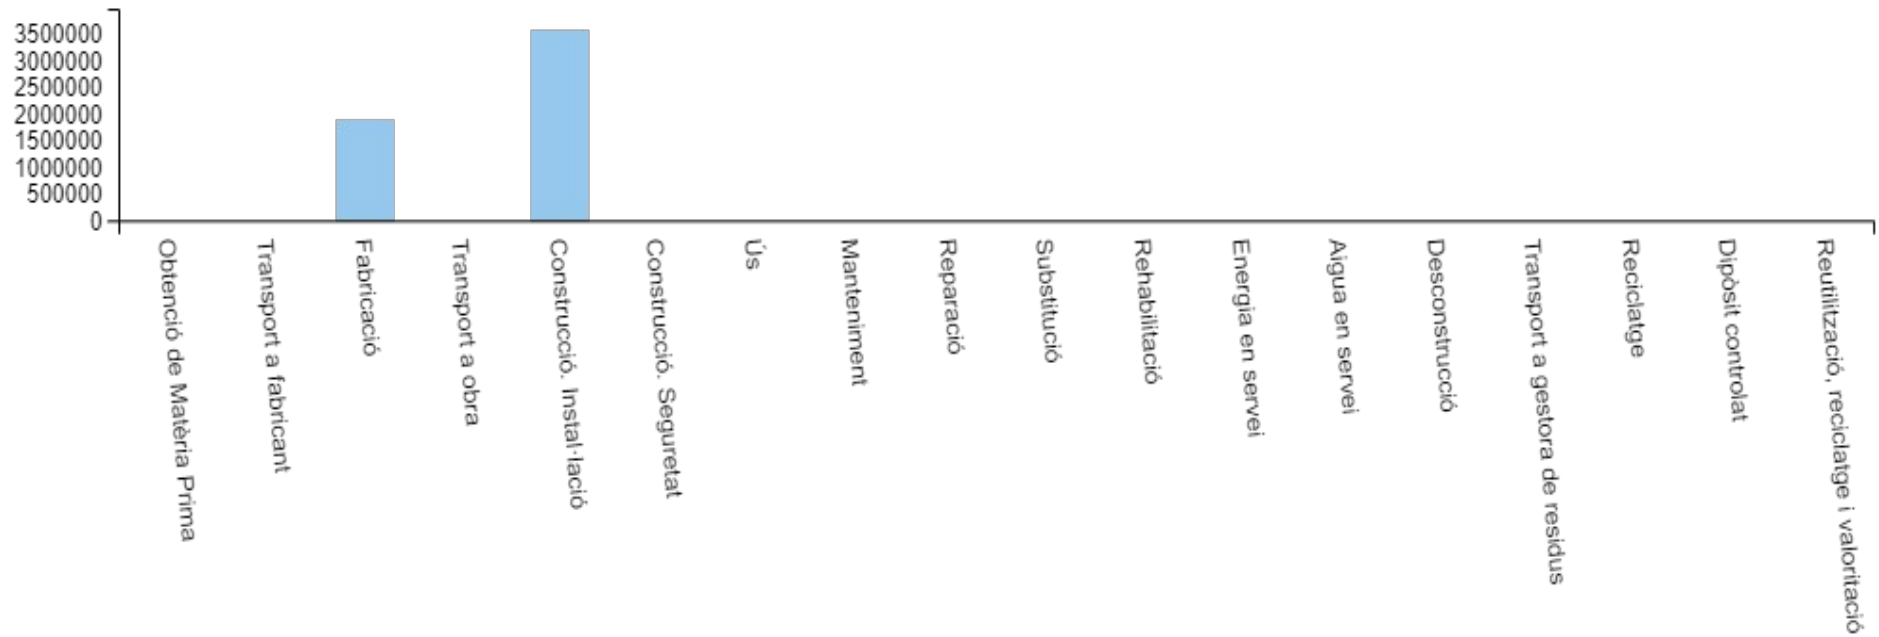 3500000
3000000
2500000
2000000
1500000
1000000
500000
0
Obtenció de Matèria Prima
Transport a fabricant
Fabricació
Transport a obra
Construcció. Instal·lació
Construcció. Seguretat
Ús
Manteniment
Reparació
Substitució
Rehabilitació
Energia en servei
Aigua en servei
Desconstrucció
Transport a gestora de residus
Reciclatge
Dipòsit controlat
Reutilització, reciclatge i valoritació